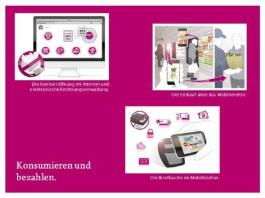 Die Kontoeröffnung im Internet und
elektronische Rechnungsverwaltung.
Der Einkauf über das Mobiltelefon.
Die Brieftasche im Mobiltelefon.
Konsumieren und
bezahlen.